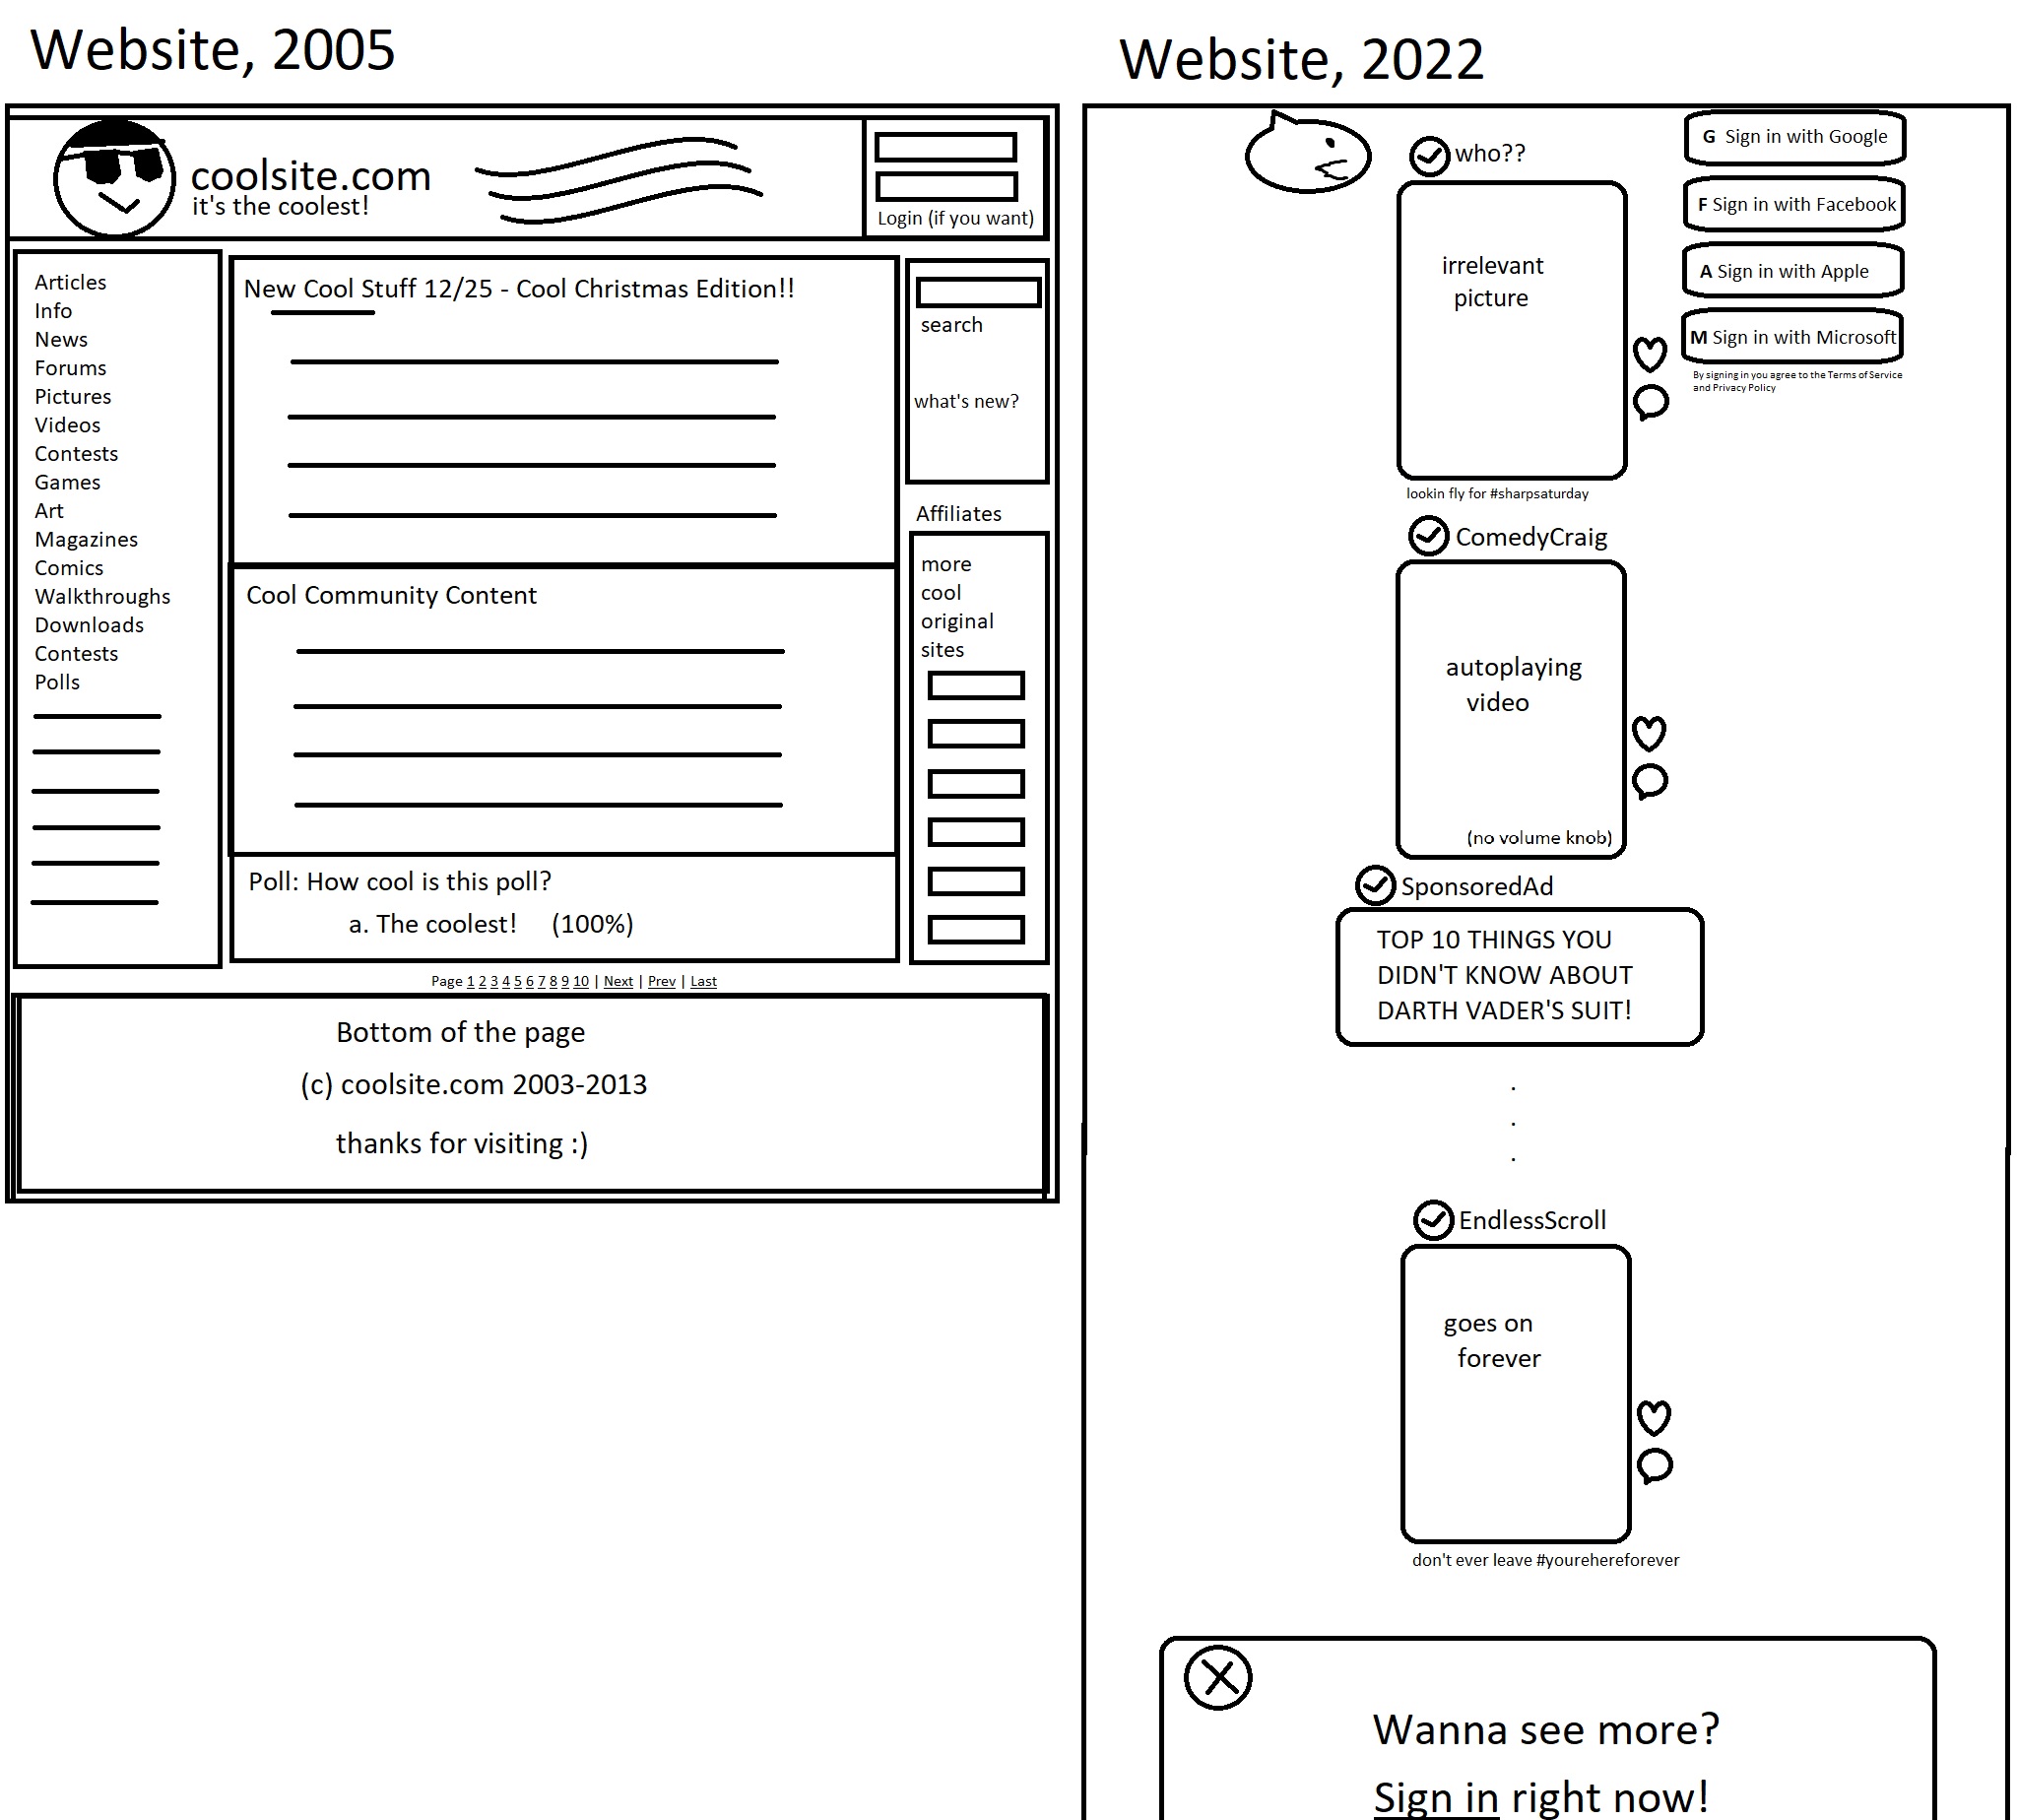 Website, 2005
coolsite.com
it's the coolest!
Login (if you want)
Articles
Info
News
Forums
Pictures
Videos
Contests
Games
Art
Magazines
Comics
Walkthroughs
Downloads
Contests
Polls
New Cool Stuff 12/25 - Cool Christmas Edition!!
Cool Community Content
Poll: How cool is this poll?
a. The coolest! (100%)
search
what's new?
Affiliates
more
cool
original
sites
Page 1 2 3 4 5 6 7 8 9 10 | Next | Prev | Last
Bottom of the page
(c) coolsite.com 2003-2013
thanks for visiting :)
Website, 2022
who??
irrelevant
picture
lookin fly for #sharpsaturday
G Sign in with Google
F Sign in with Facebook
A Sign in with Apple
M Sign in with Microsoft
By signing in you agree to the Terms of Service
and Privacy Policy
ComedyCraig
autoplaying
video
(no volume knob)
SponsoredAd
TOP 10 THINGS YOU
DIDN'T KNOW ABOUT
DARTH VADER'S SUIT!
.
.
.
EndlessScroll
goes on
forever
don't ever leave #yourehereforever
Wanna see more?
Sign in right now!